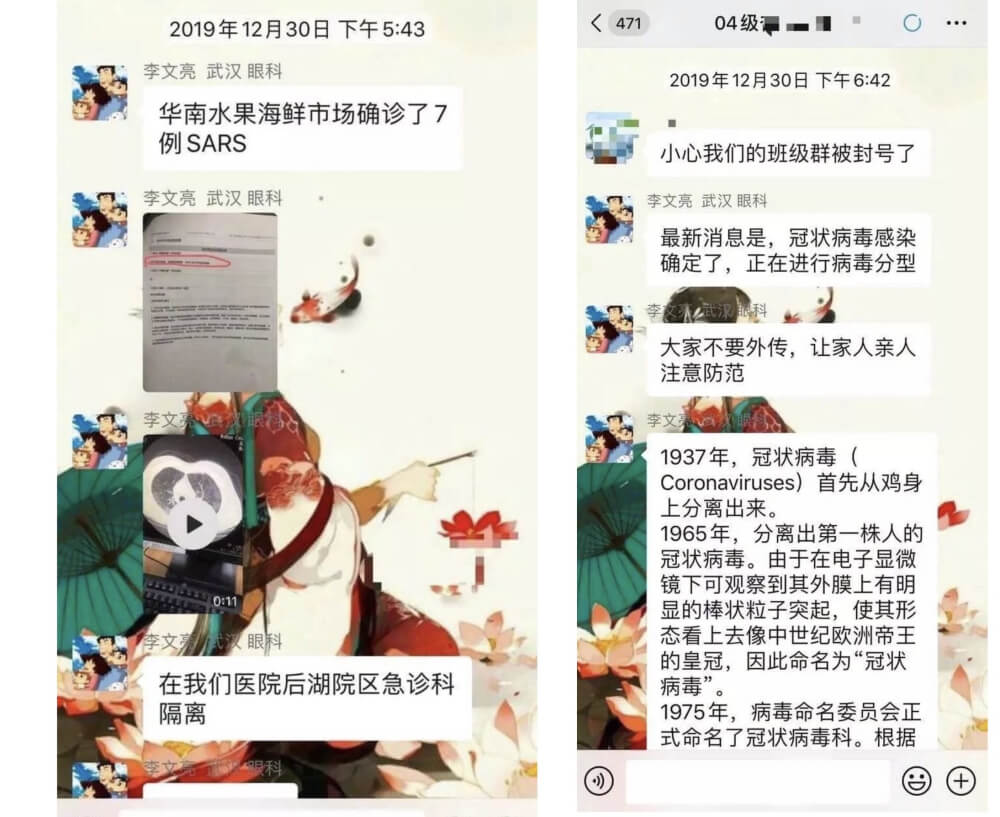 2019年12月30日 下午5:43
李文亮 武汉 眼科
华南水果海鲜市场确诊了7
例SARS
李文亮 武汉 眼科
李文亮 武汉 眼科
0:11
李文亮 武汉 眼科
在我们医院后湖院区急诊科
隔离
李文亮 武汉 眼科
471
04级
2019年12月30日 下午6:42
小心我们的班级群被封号了
李文亮 武汉 眼科
最新消息是，冠状病毒感染
确定了，正在进行病毒分型
李文亮 武汉 眼科
大家不要外传，让家人亲人
注意防范
李文亮 武汉 眼科
1937年，冠状病毒（
Coronaviruses）首先从鸡身
上分离出来。
1965年，分离出第一株人的
冠状病毒。由于在电子显微
镜下可观察到其外膜上有明
显的棒状粒子突起，使其形
态看上去像中世纪欧洲帝王
的皇冠，因此命名为“冠状
病毒”。
1975年，病毒命名委员会正
式命名了冠状病毒科。根据